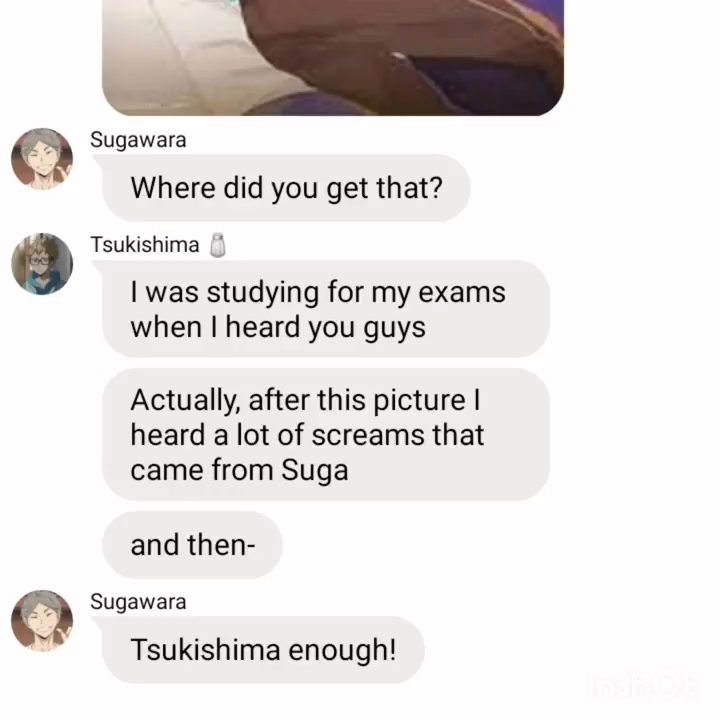 Sugawara
Where did you get that?
Tsukishima 🧂
I was studying for my exams
when I heard you guys
Actually, after this picture I
heard a lot of screams that
came from Suga
and then-
Sugawara
Tsukishima enough!
InShOt